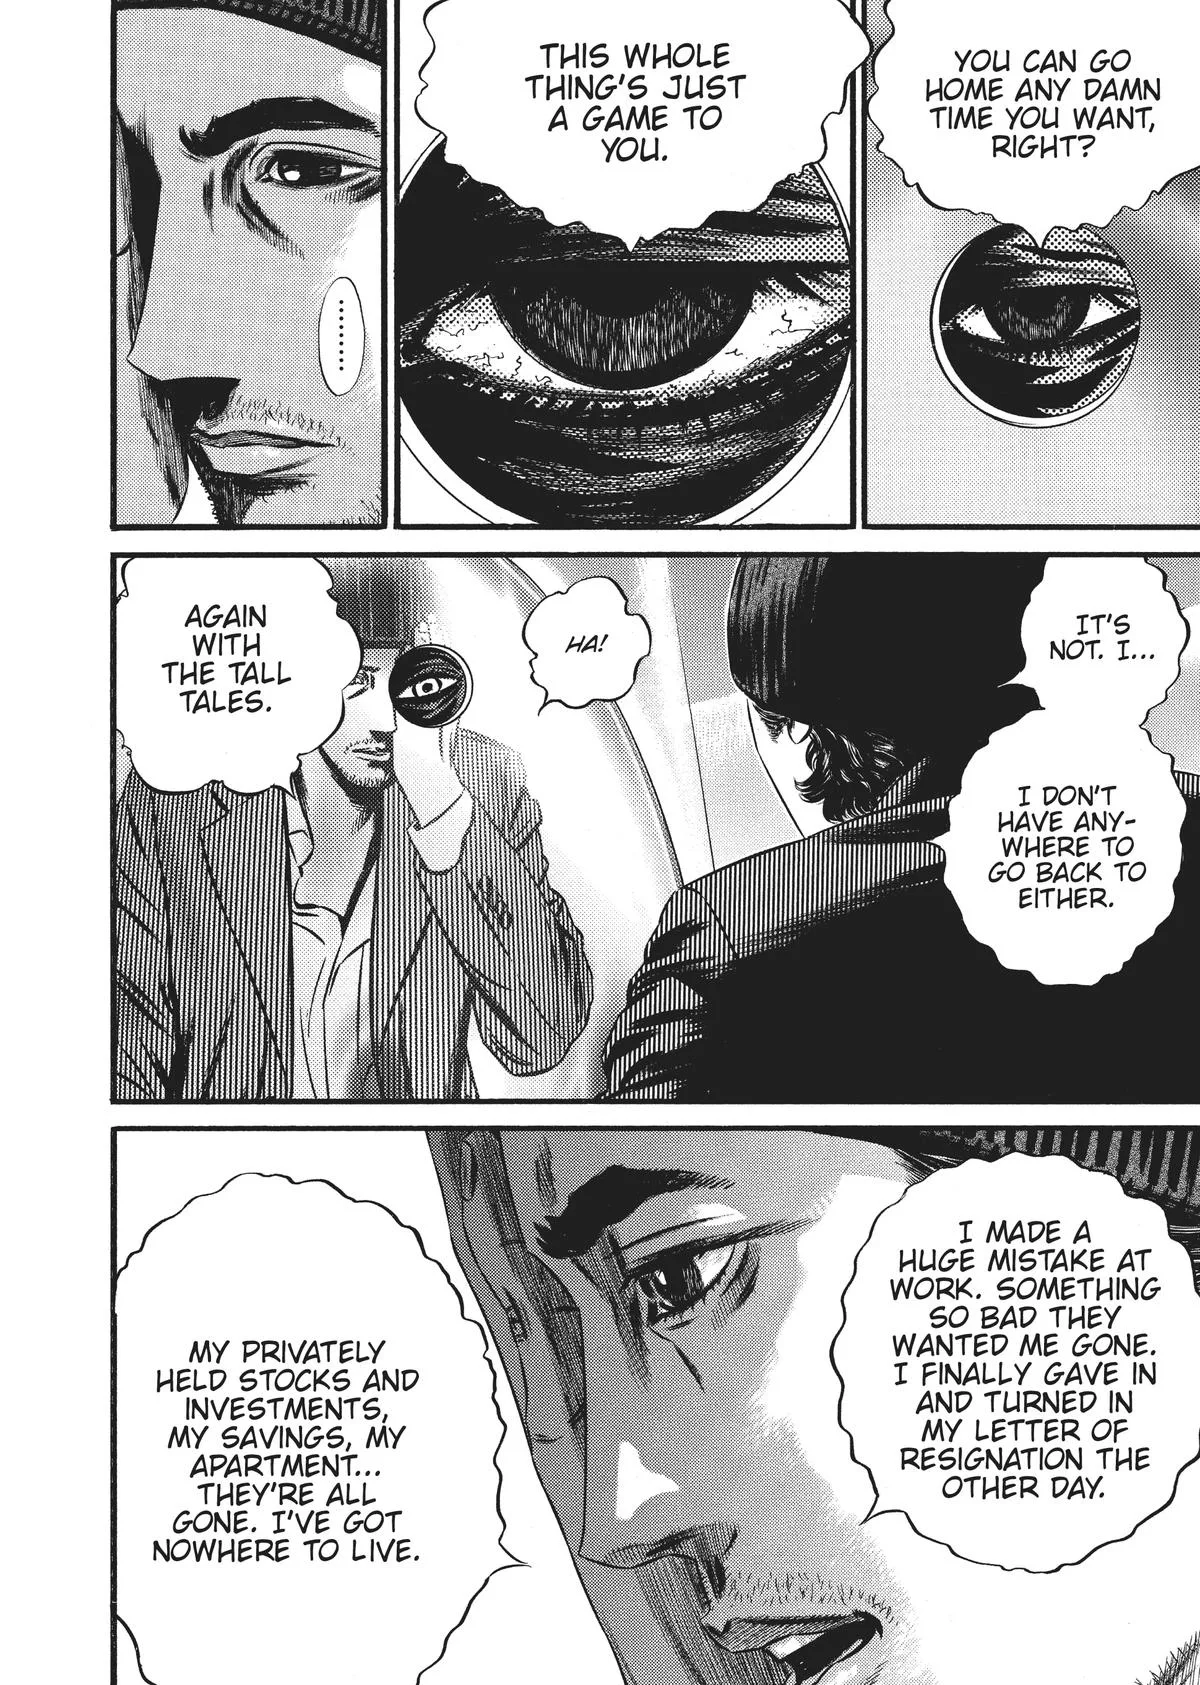 YOU CAN GO
HOME ANY DAMN
TIME YOU WANT,
RIGHT?
THIS WHOLE
THING'S JUST
A GAME TO
YOU.
.........
IT'S
NOT. I...
I DON'T
HAVE ANY-
WHERE TO
GO BACK TO
EITHER.
HA!
AGAIN
WITH
THE TALL
TALES.
I MADE A
HUGE MISTAKE AT
WORK. SOMETHING
SO BAD THEY
WANTED ME GONE.
I FINALLY GAVE IN
AND TURNED IN
MY LETTER OF
RESIGNATION THE
OTHER DAY.
MY PRIVATELY
HELD STOCKS AND
INVESTMENTS,
MY SAVINGS, MY
APARTMENT...
THEY'RE ALL
GONE. I'VE GOT
NOWHERE TO LIVE.